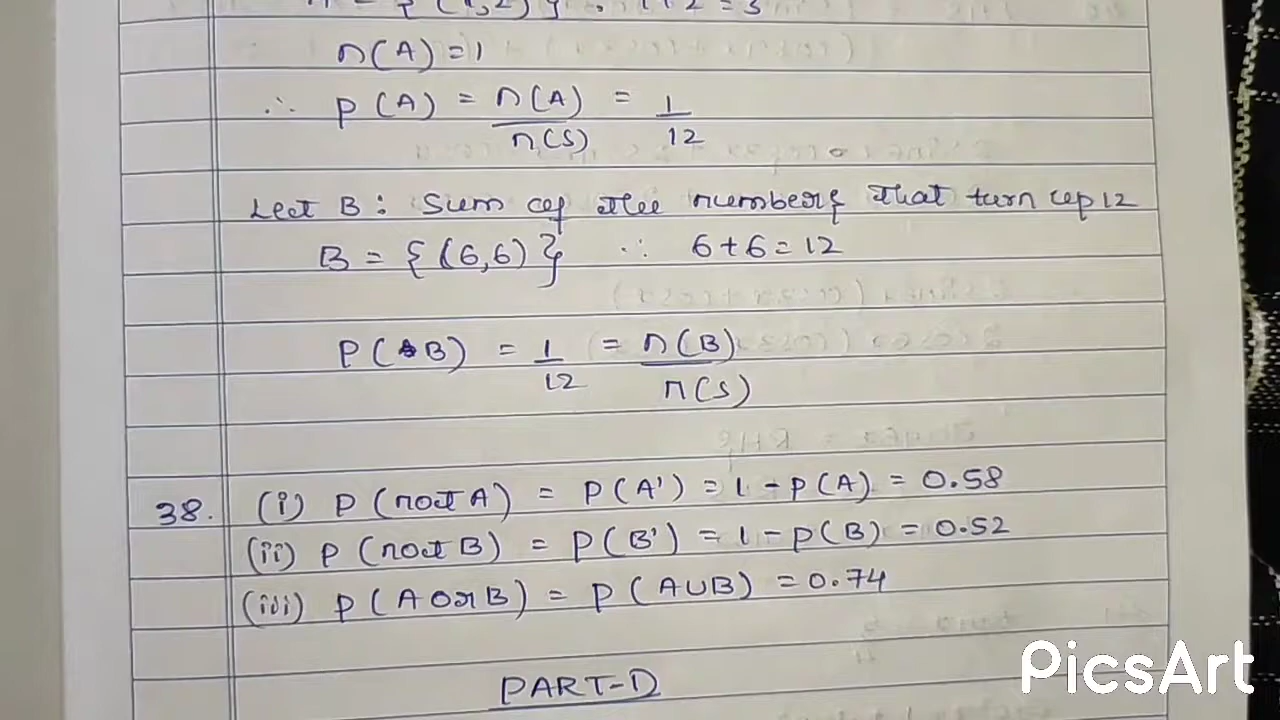 n(A) = 1
∴ P(A) = n(A)/n(S) = 1/12
Let B: Sum of the numbers that turn up 12
B = {(6,6)} ∵ 6+6=12
P(B) = 1/12 = n(B)/n(S)
38. (i) P(not A) = P(A') = 1 - P(A) = 0.58
(ii) P(not B) = P(B') = 1 - P(B) = 0.52
(iii) P(A or B) = P(A∪B) = 0.74
PART-D
PicsArt